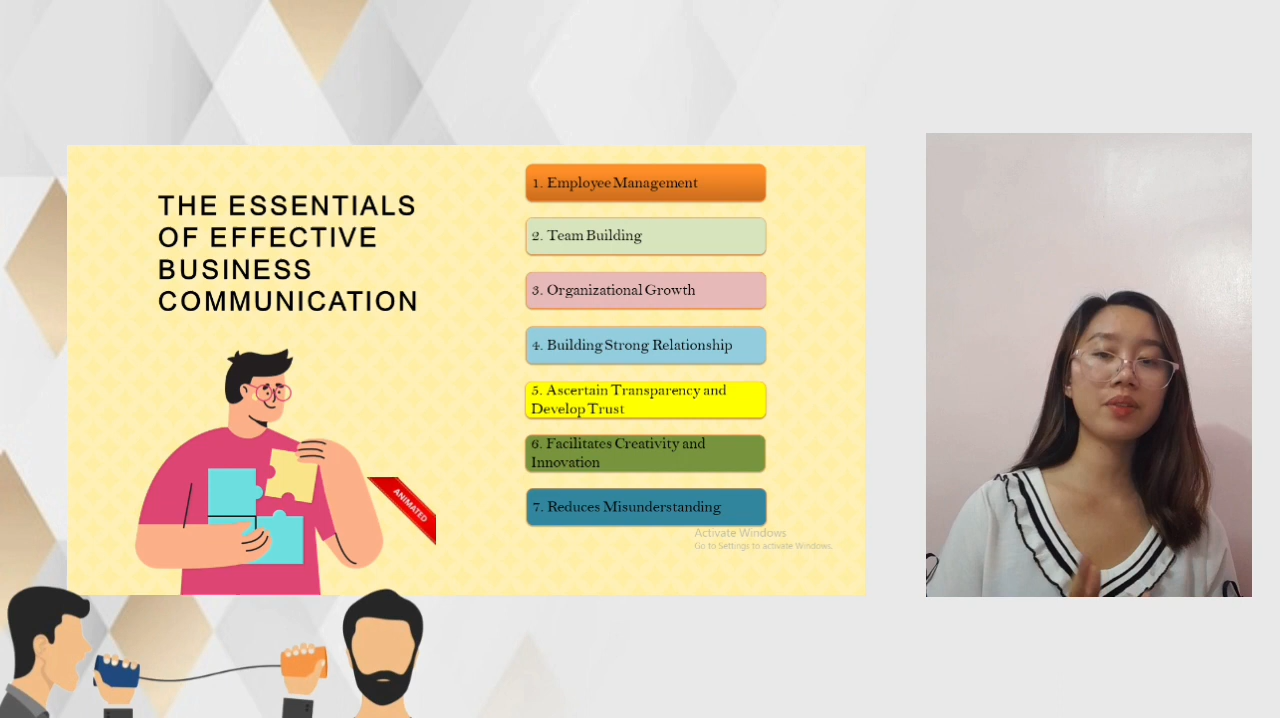 THE ESSENTIALS
OF EFFECTIVE
BUSINESS
COMMUNICATION
ANIMATED
1. Employee Management
2. Team Building
3. Organizational Growth
4. Building Strong Relationship
5. Ascertain Transparency and
Develop Trust
6. Facilitates Creativity and
Innovation
7. Reduces Misunderstanding
Activate Windows
Go to Settings to activate Windows.